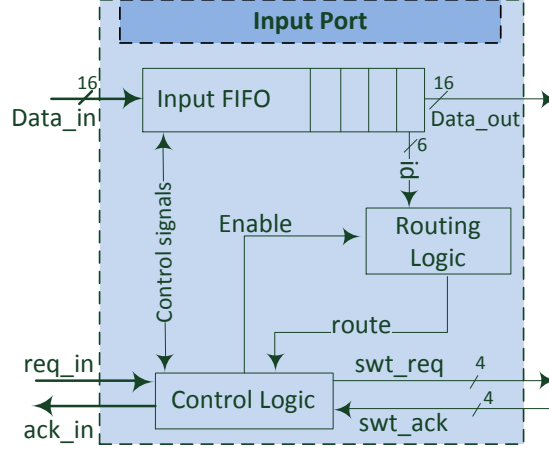 Input Port
16
Data_in
Input FIFO
16
Data_out
6
id
Control signals
Enable
Routing
Logic
route
req_in
ack_in
Control Logic
swt_req
4
swt_ack
4